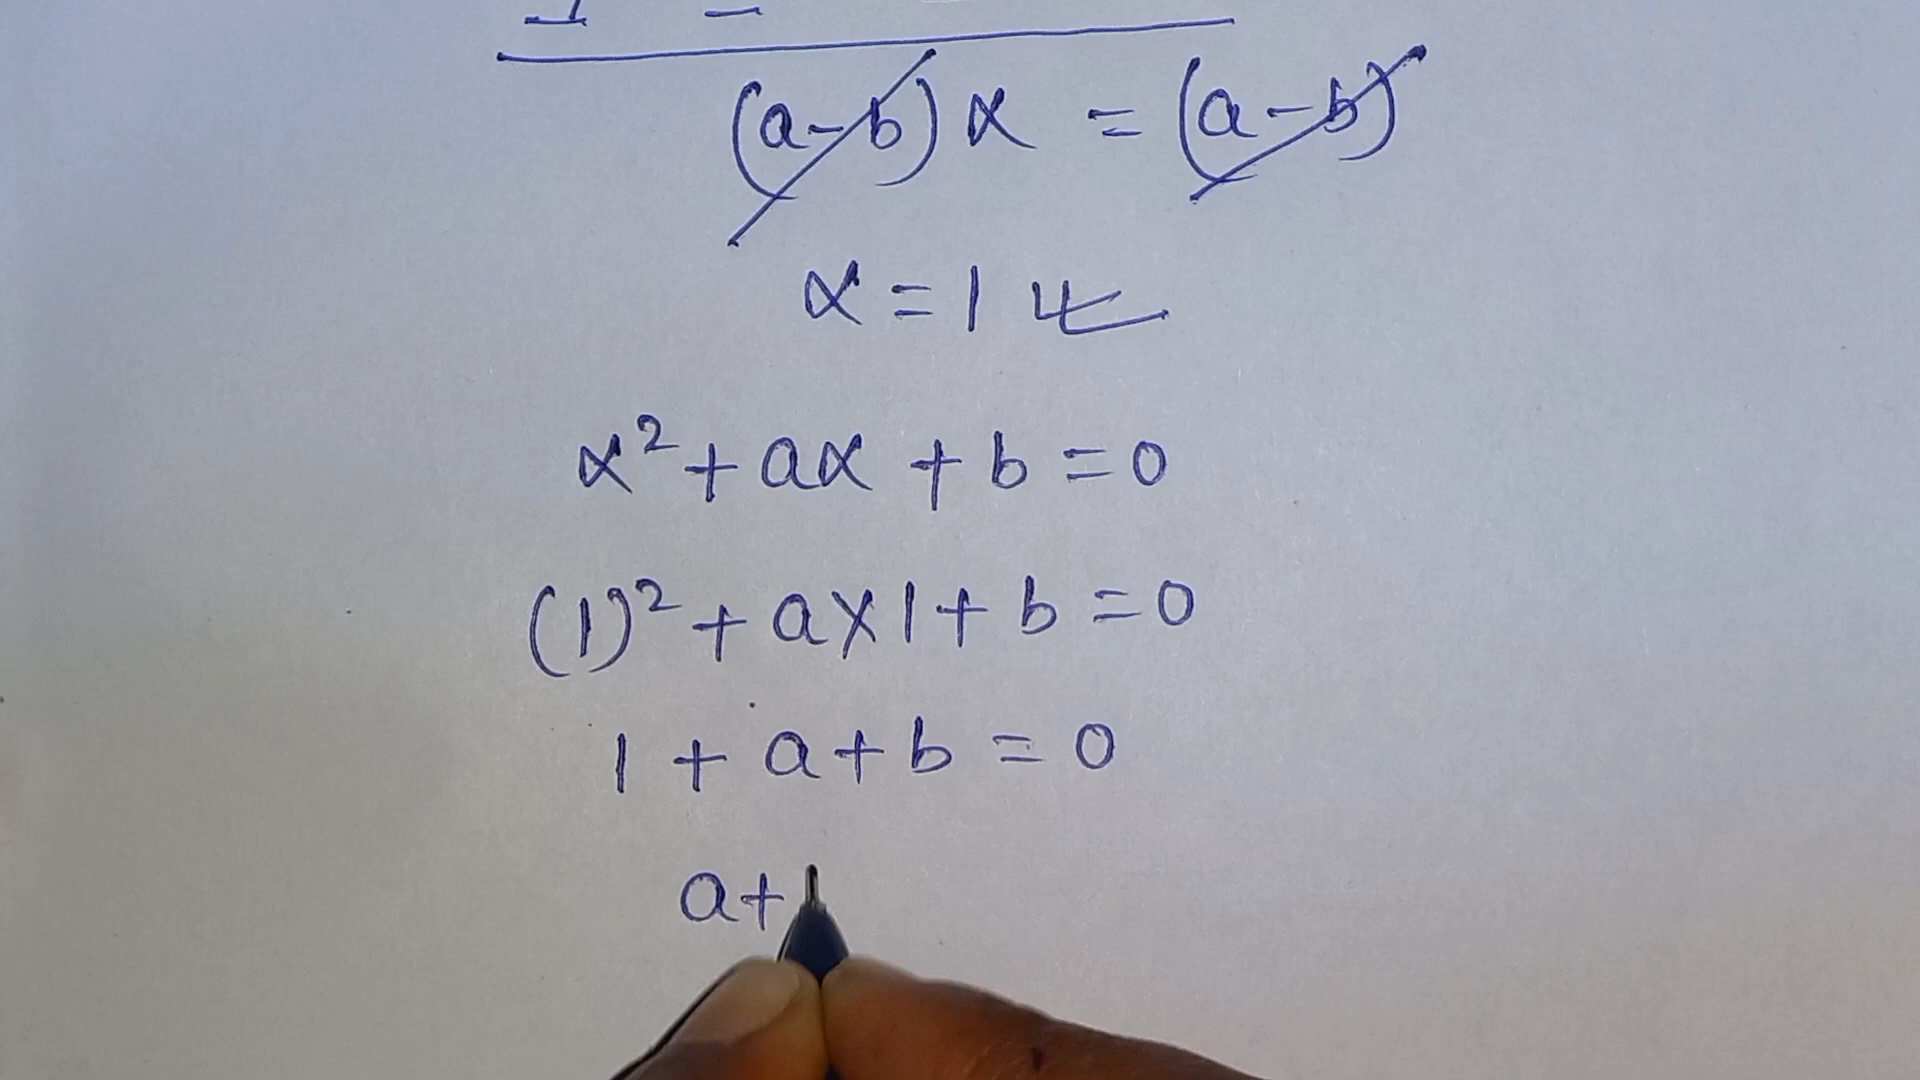 (a-b)α = (a-b)
α = 1
α² + aα + b = 0
(1)² + a×1 + b = 0
1 + a + b = 0
a +